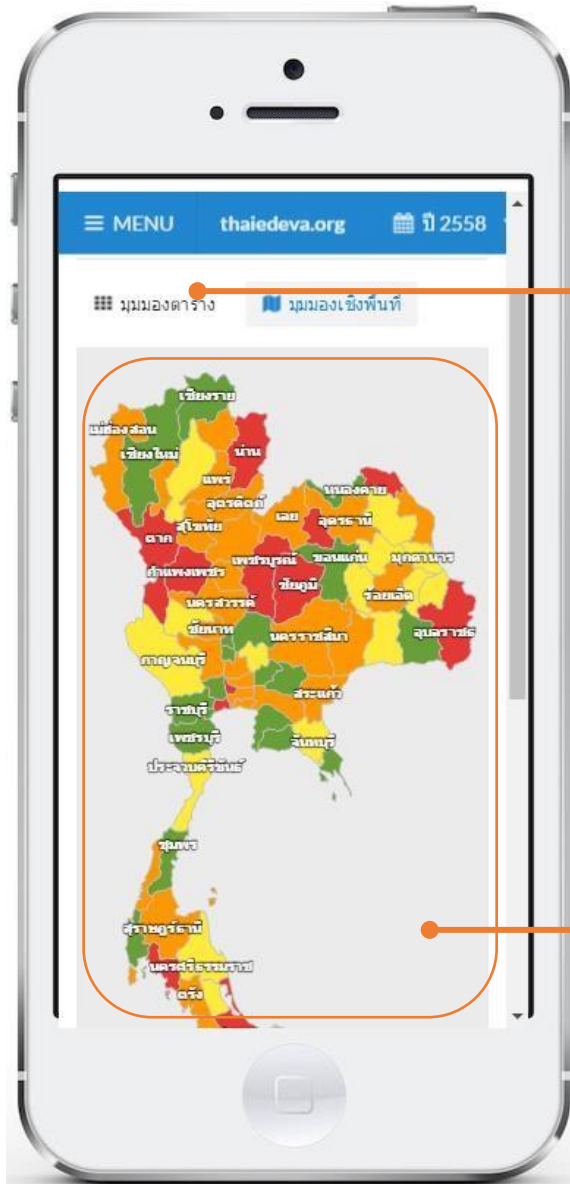 MENU thaiedeva.org ปี 2558
มุมมองตาราง มุมมองเชิงพื้นที่
เชียงราย
แม่ฮ่องสอน
เชียงใหม่ น่าน
แพร่ หนองคาย
อุตรดิตถ์
สุโขทัย เลย อุดรธานี
ตาก
เพชรบูรณ์ ขอนแก่น มุกดาหาร
กำแพงเพชร ชัยภูมิ
นครสวรรค์ ร้อยเอ็ด
ชัยนาท นครราชสีมา อุบลราชธ
กาญจนบุรี
สระแก้ว
ราชบุรี
เพชรบุรี จันทบุรี
ประจวบคีรีขันธ์
ชุมพร
สุราษฎร์ธานี
นครศรีธรรมราช
ตรัง